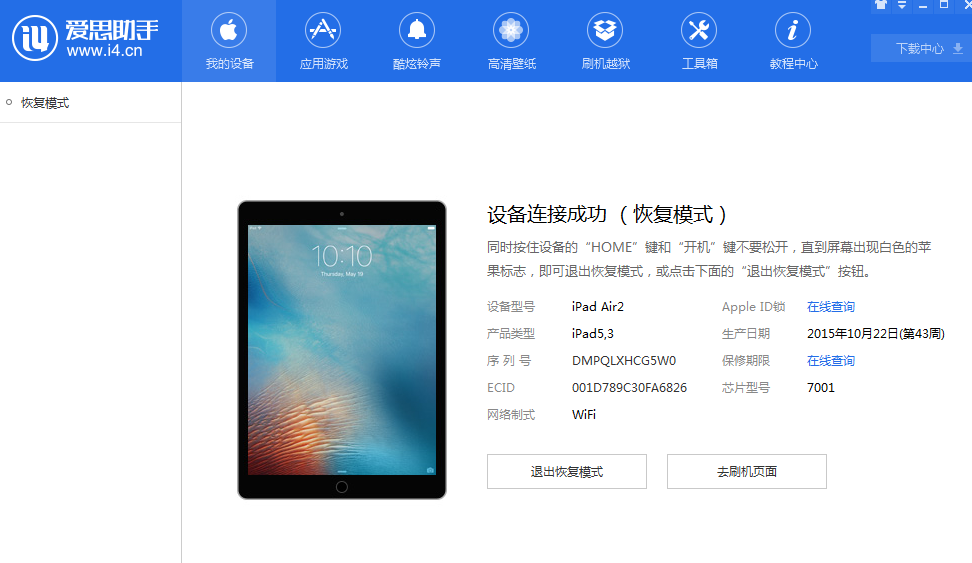 i4 爱思助手
www.i4.cn
我的设备
应用游戏
酷炫铃声
高清壁纸
刷机越狱
工具箱
教程中心
下载中心
恢复模式
10:10
Thursday, May 18
设备连接成功 （恢复模式）
同时按住设备的“HOME”键和“开机”键不要松开，直到屏幕出现白色的苹
果标志，即可退出恢复模式，或点击下面的“退出恢复模式”按钮。
设备型号 iPad Air2 Apple ID锁 在线查询
产品类型 iPad5,3 生产日期 2015年10月22日(第43周)
序 列 号 DMPQLXHCG5W0 保修期限 在线查询
ECID 001D789C30FA6826 芯片型号 7001
网络制式 WiFi
退出恢复模式 去刷机页面